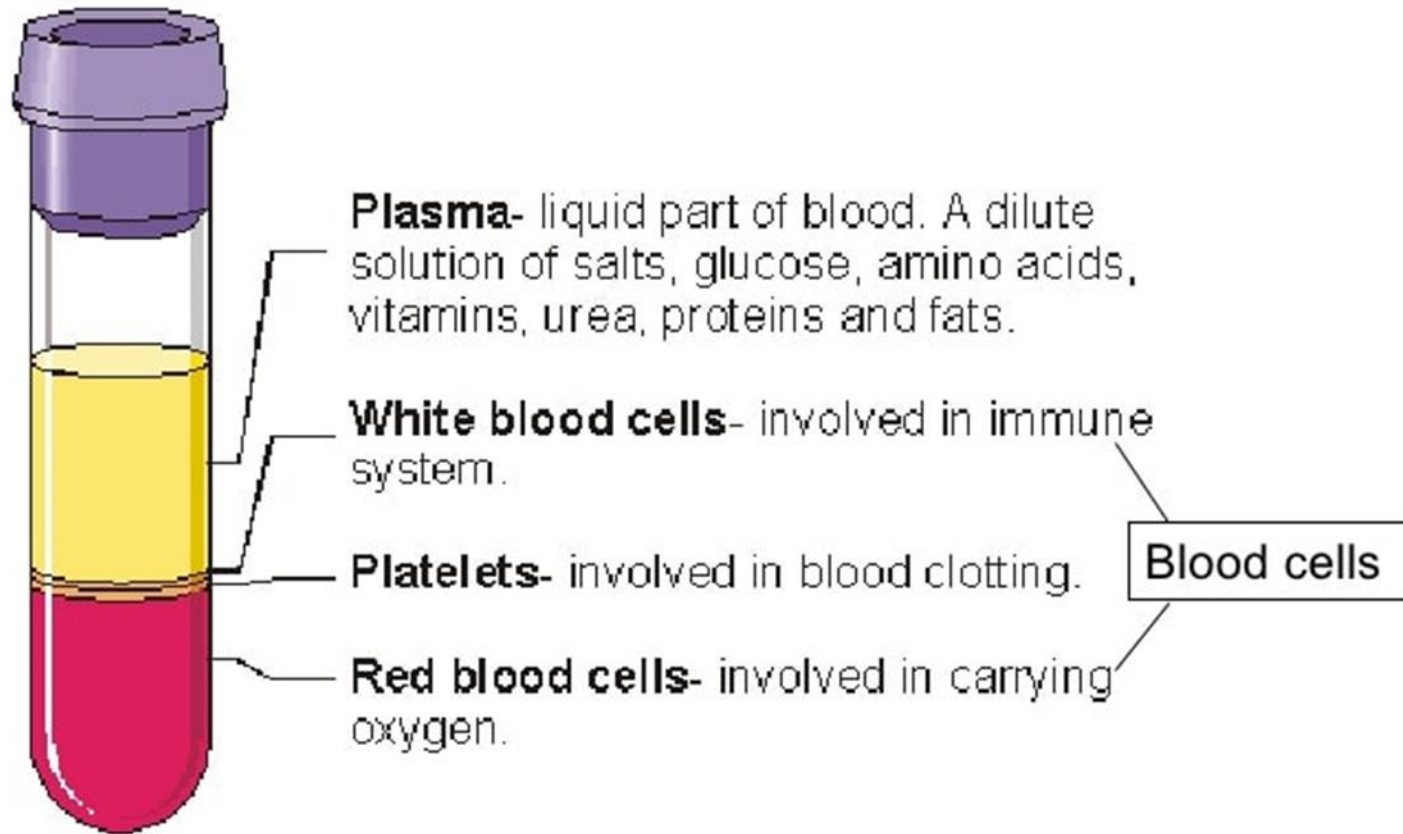 Plasma- liquid part of blood. A dilute
solution of salts, glucose, amino acids,
vitamins, urea, proteins and fats.
White blood cells- involved in immune
system.
Platelets- involved in blood clotting.
Blood cells
Red blood cells- involved in carrying
oxygen.